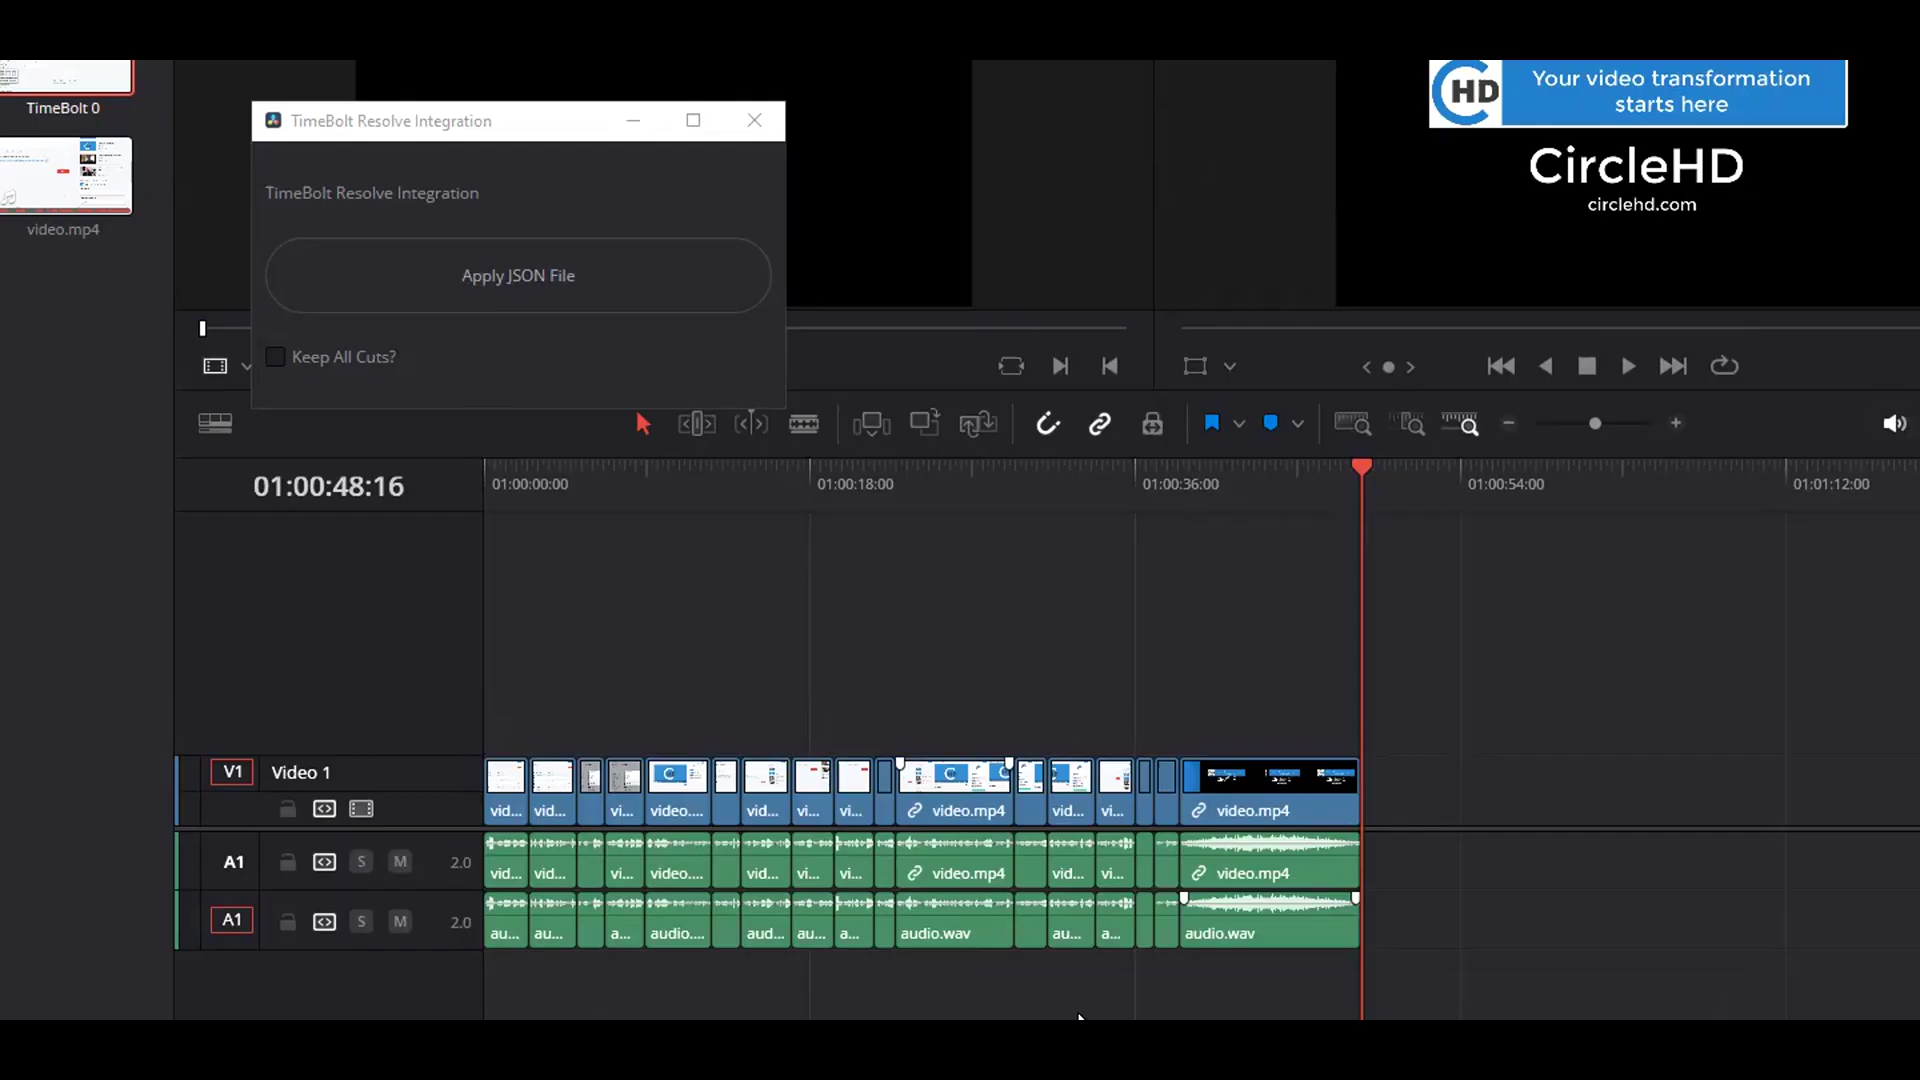 TimeBolt 0
video.mp4
TimeBolt Resolve Integration
TimeBolt Resolve Integration
Apply JSON File
Keep All Cuts?
HD
Your video transformation
starts here
CircleHD
circlehd.com
01:00:48:16
01:00:00:00
01:00:18:00
01:00:36:00
01:00:54:00
01:01:12:00
V1 Video 1
vid... vid... vi... video.... vid... vi... vi... video.mp4 vid... vi... video.mp4
A1 S M 2.0
vid... vid... vi... video.... vid... vi... vi... video.mp4 vid... vi... video.mp4
A1 S M 2.0
au... au... a... audio.... aud... au... a... audio.wav au... a... audio.wav